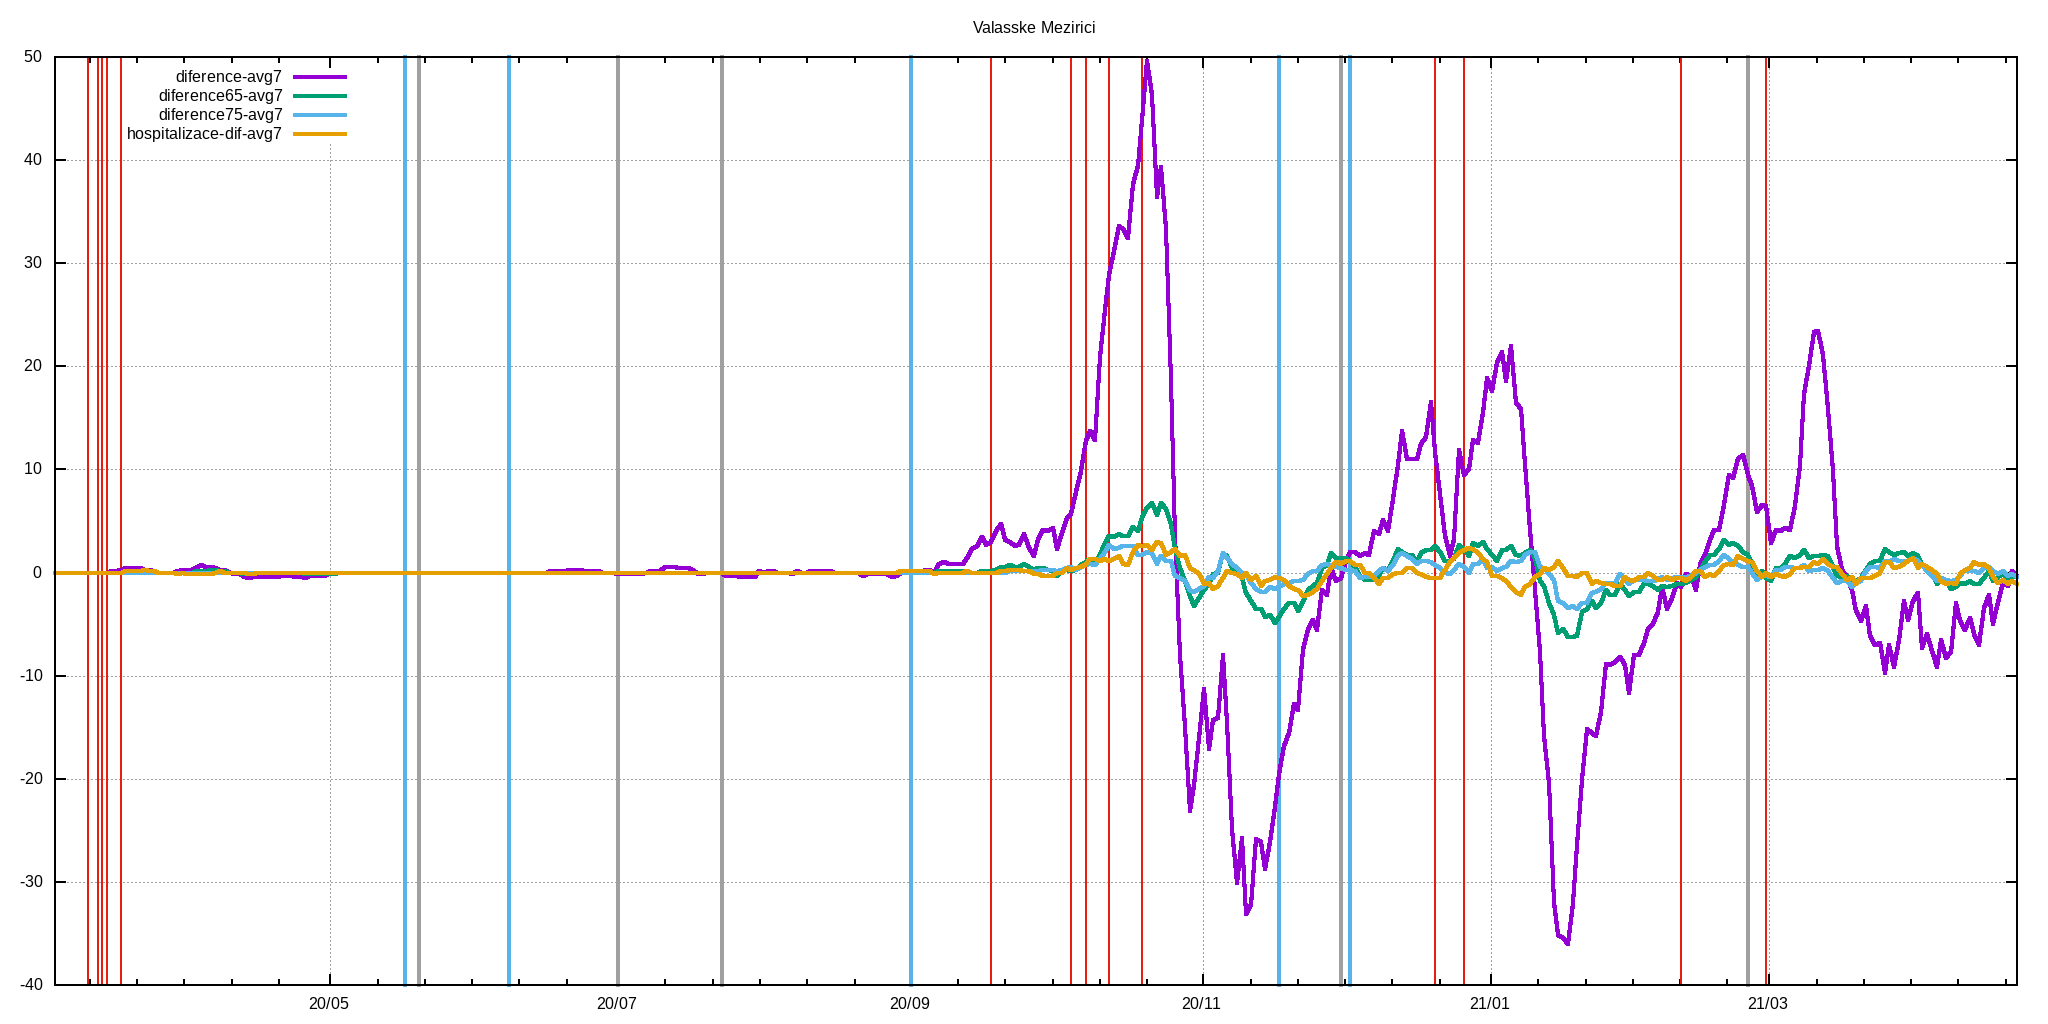 Valasske Mezirici
diference-avg7
diference65-avg7
diference75-avg7
hospitalizace-dif-avg7
50
40
30
20
10
0
-10
-20
-30
-40
20/05 20/07 20/09 20/11 21/01 21/03